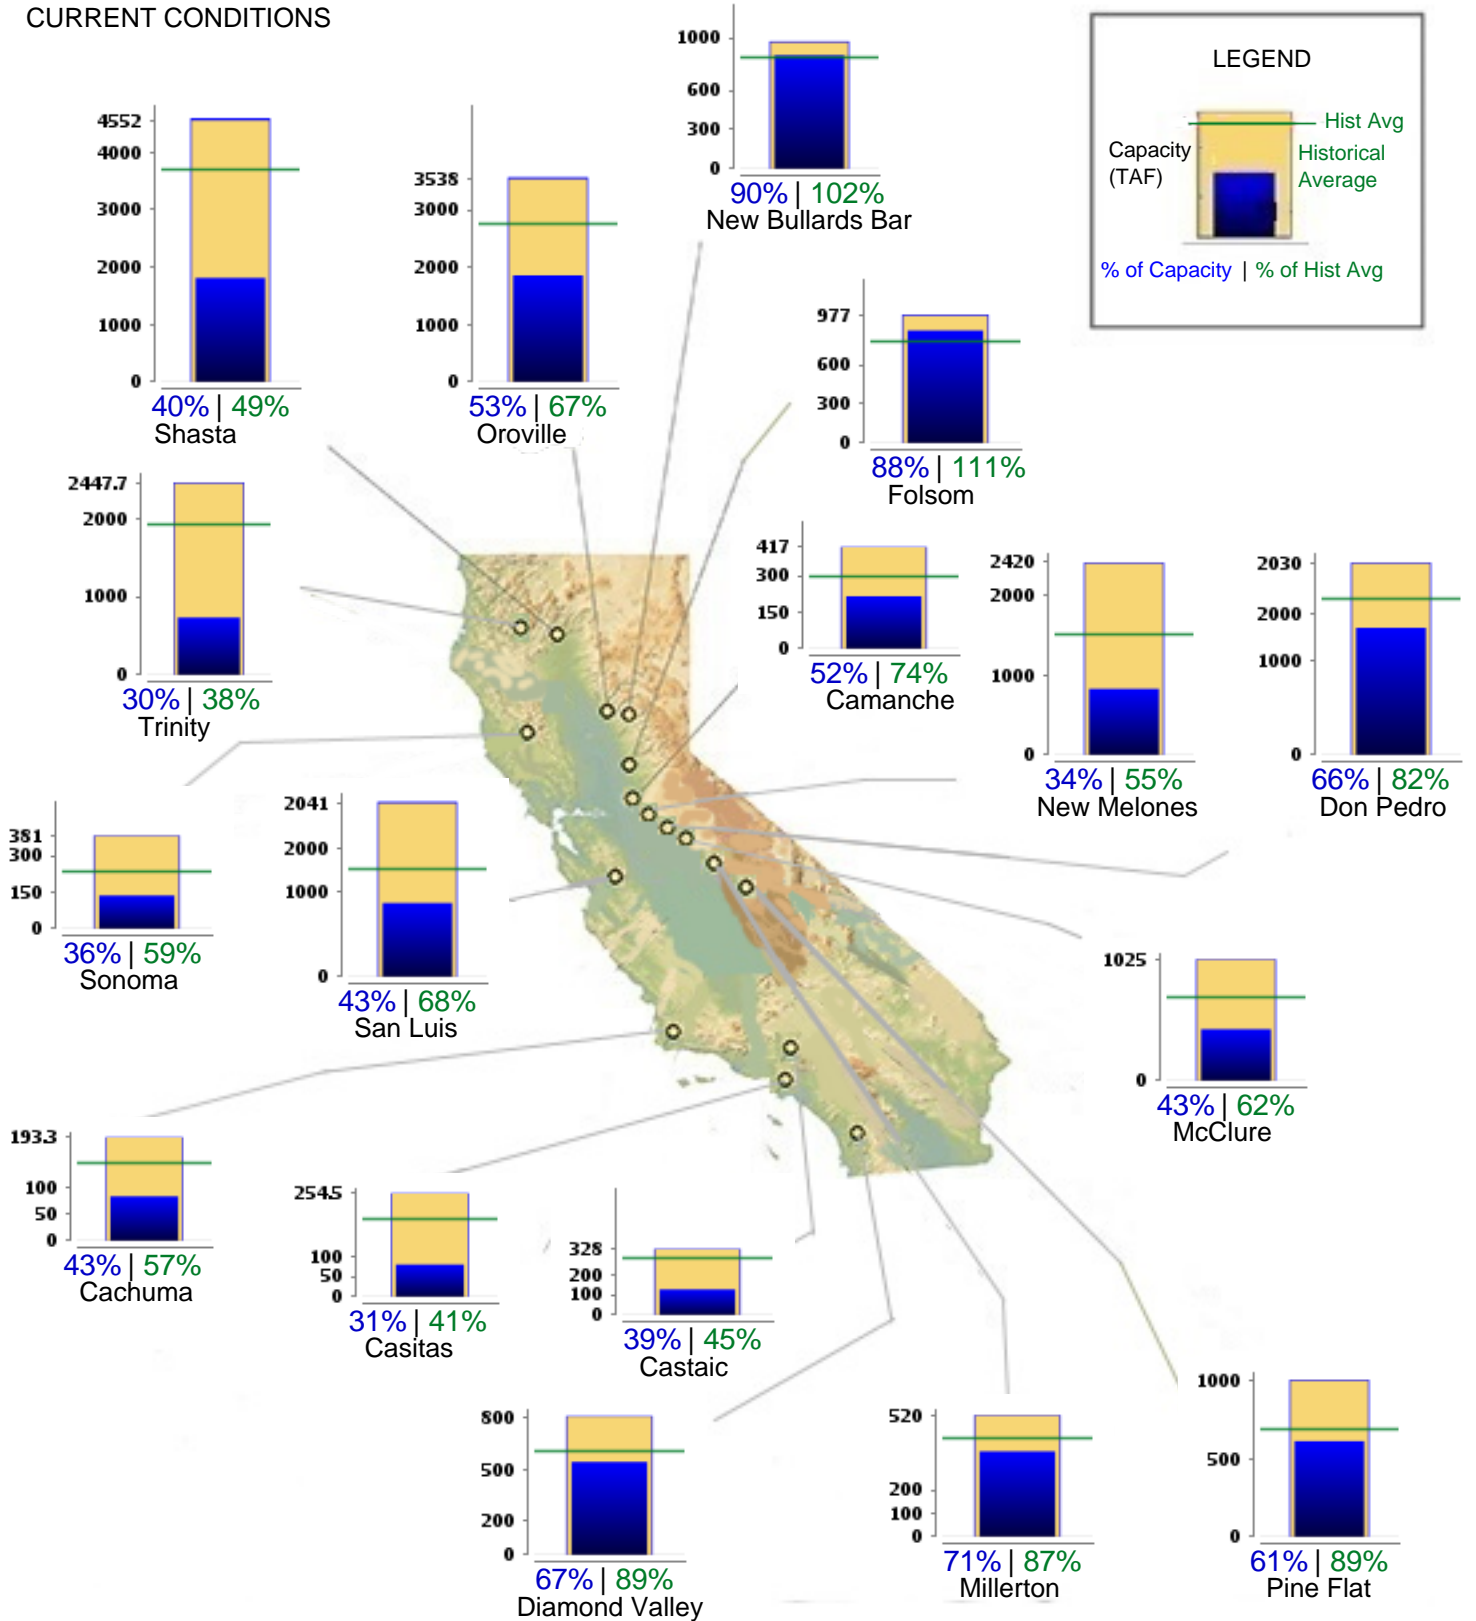 CURRENT CONDITIONS
LEGEND
Hist Avg
Capacity
(TAF)
Historical
Average
% of Capacity | % of Hist Avg
1000
600
300
0
90% | 102%
New Bullards Bar
4552
4000
3000
2000
1000
0
40% | 49%
Shasta
3538
3000
2000
1000
0
53% | 67%
Oroville
977
600
300
0
88% | 111%
Folsom
2447.7
2000
1000
0
30% | 38%
Trinity
417
300
150
0
52% | 74%
Camanche
2420
2000
1000
0
34% | 55%
New Melones
2030
2000
1000
0
66% | 82%
Don Pedro
381
300
150
0
36% | 59%
Sonoma
2041
2000
1000
0
43% | 68%
San Luis
1025
0
43% | 62%
McClure
193.3
100
50
0
43% | 57%
Cachuma
254.5
100
50
0
31% | 41%
Casitas
328
200
100
0
39% | 45%
Castaic
800
500
200
0
67% | 89%
Diamond Valley
520
200
100
0
71% | 87%
Millerton
1000
500
0
61% | 89%
Pine Flat